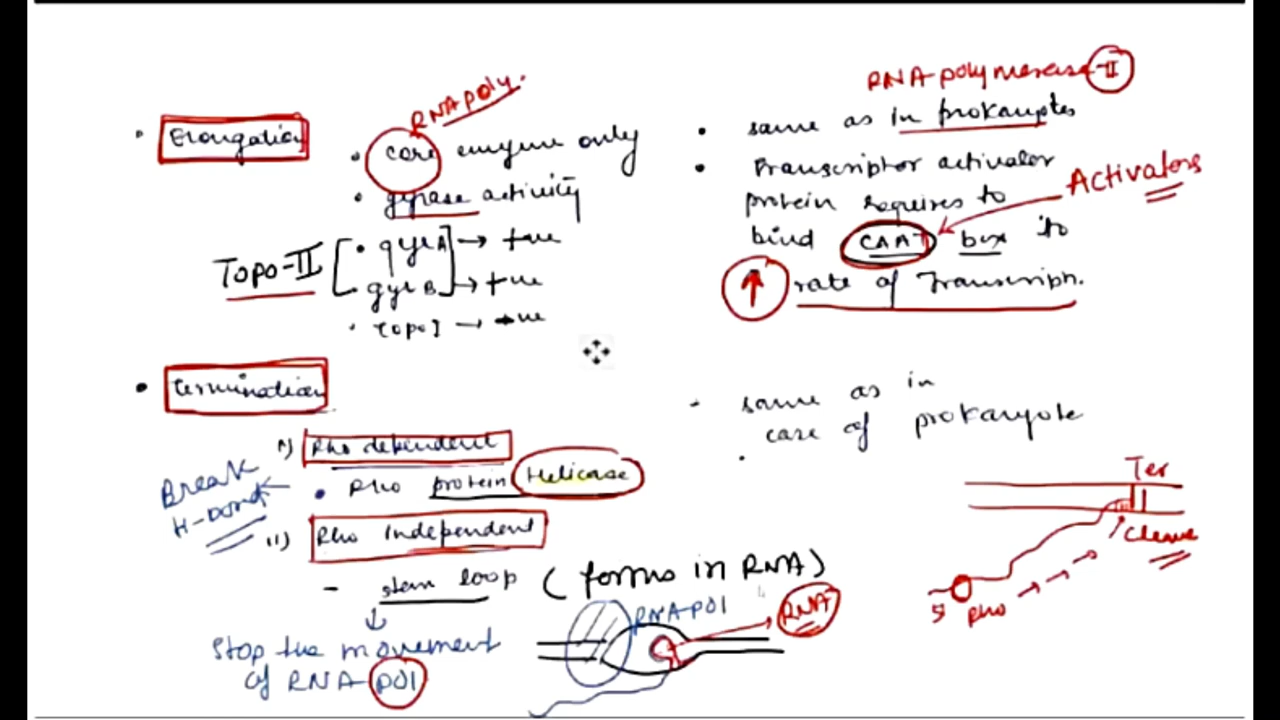 RNA polymerase-II
RNA poly.
• Elongation
• core enzyme only
• gyrase activity
Topo-II
• gyr A → +ve
gyr B → +ve
• topo I →
• same as in prokaryotes
• Transcriptor activator
protein requires to
bind CAAT box to
↑ rate of Transcriptn.
Activators
• termination
i) Rho dependent
• Rho protein Helicase
Break
H-bond
ii) Rho Independent
- stem loop (forms in RNA)
Stop the movement
of RNA-pol
RNA-pol
RNA
same as in
case of prokaryote
Ter
Cleave
5'
Rho